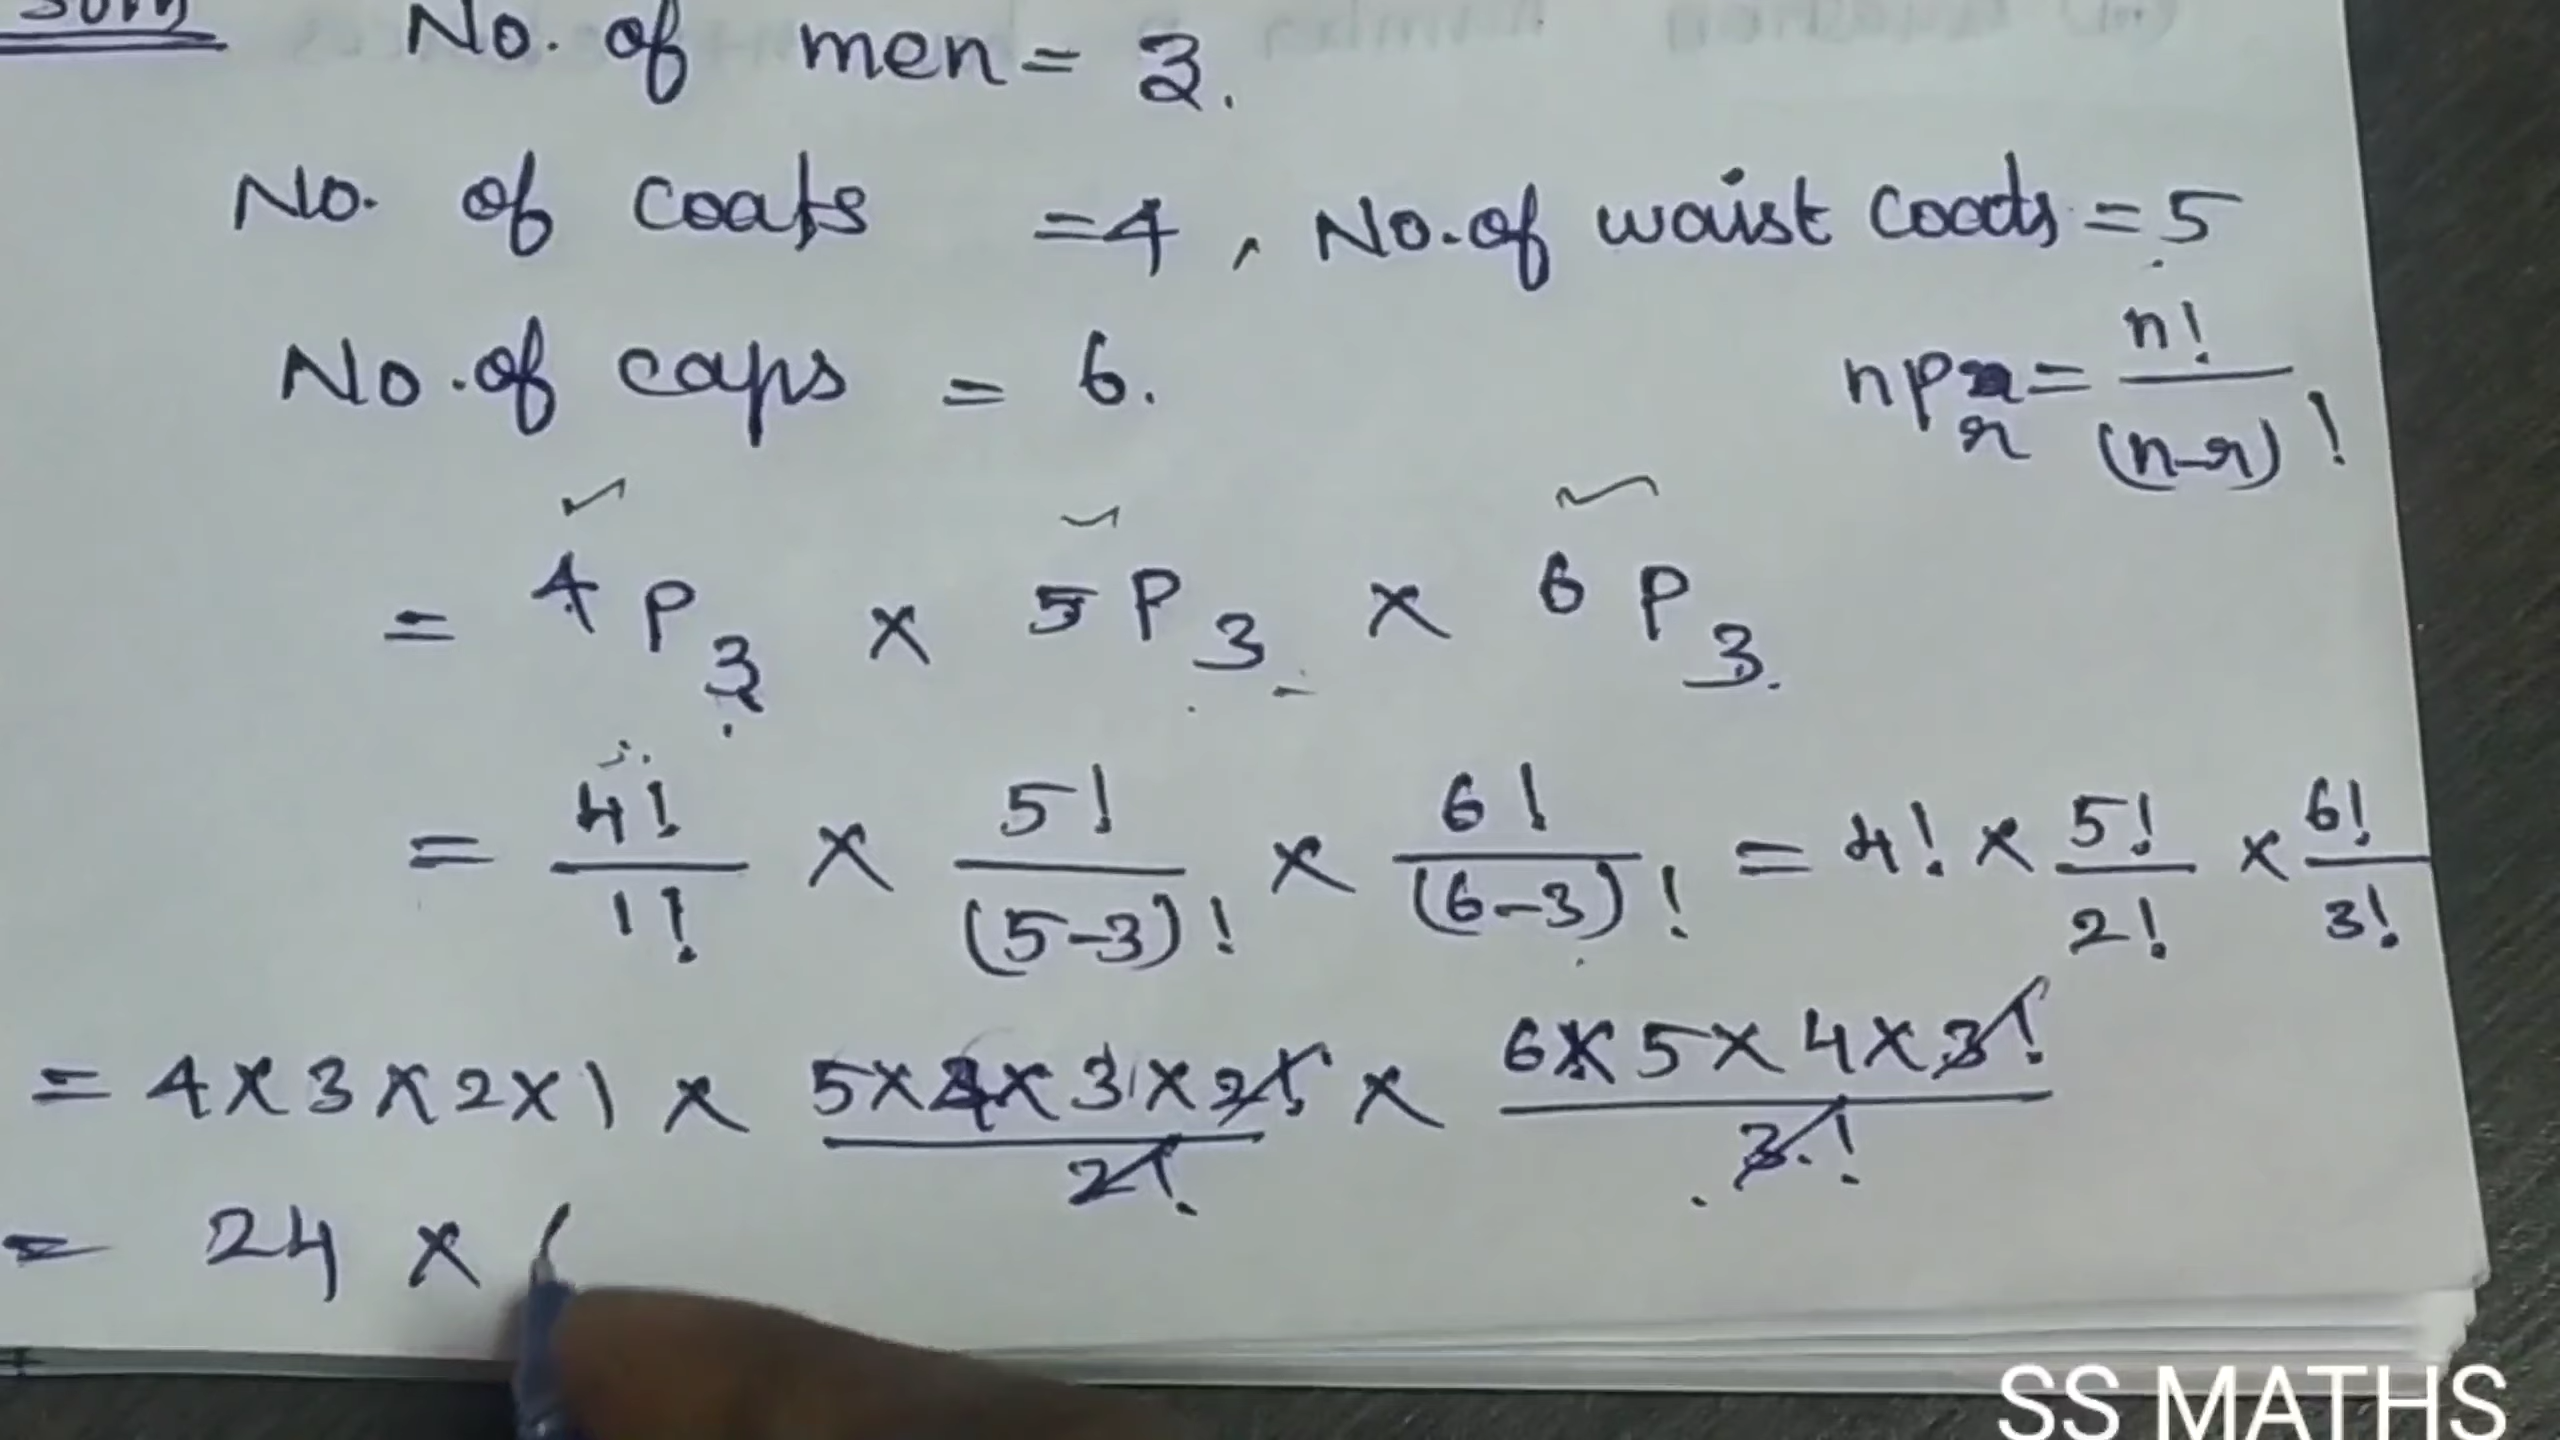 Soln No. of men = 3.
No. of coats = 4, No. of waist coats = 5
No. of caps = 6.
nPr = n!/(n-r)!
= 4P3 × 5P3 × 6P3.
= 4!/1! × 5!/(5-3)! × 6!/(6-3)! = 4! × 5!/2! × 6!/3!
= 4×3×2×1 × 5×4×3×2!/2! × 6×5×4×3!/3!
= 24 × (
SS MATHS